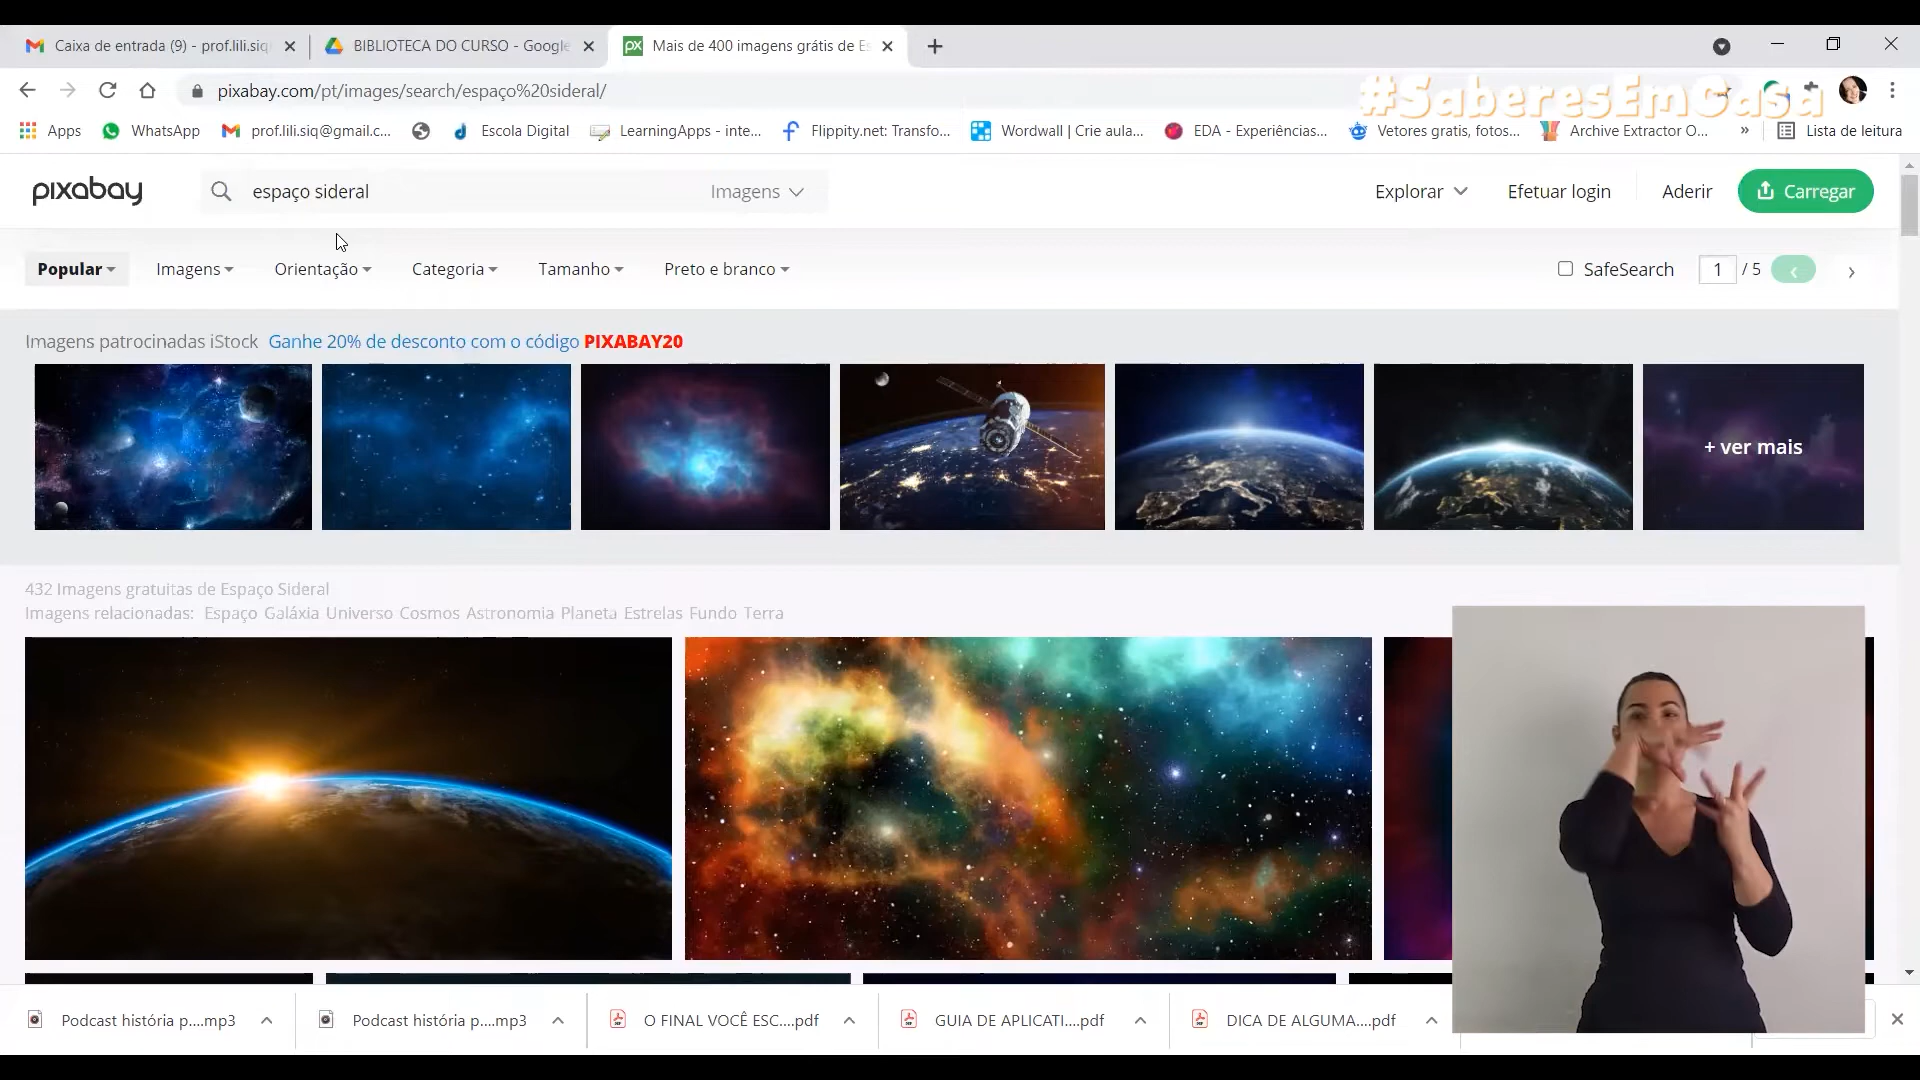 Caixa de entrada (9) - prof.lili.siq
BIBLIOTECA DO CURSO - Google
px
Mais de 400 imagens grátis de Es
pixabay.com/pt/images/search/espaço%20sideral/
#SaberesEmCasa
Apps
WhatsApp
prof.lili.siq@gmail.c...
Escola Digital
LearningApps - inte...
Flippity.net: Transfo...
Wordwall | Crie aula...
EDA - Experiências...
Vetores gratis, fotos...
Archive Extractor O...
»
Lista de leitura
pixabay
espaço sideral
Imagens
Explorar
Efetuar login
Aderir
Carregar
Popular
Imagens
Orientação
Categoria
Tamanho
Preto e branco
SafeSearch
1 / 5
Imagens patrocinadas iStock Ganhe 20% de desconto com o código PIXABAY20
+ ver mais
432 Imagens gratuitas de Espaço Sideral
Imagens relacionadas: Espaço Galáxia Universo Cosmos Astronomia Planeta Estrelas Fundo Terra
Podcast história p....mp3
Podcast história p....mp3
O FINAL VOCÊ ESC....pdf
GUIA DE APLICATI....pdf
DICA DE ALGUMA....pdf